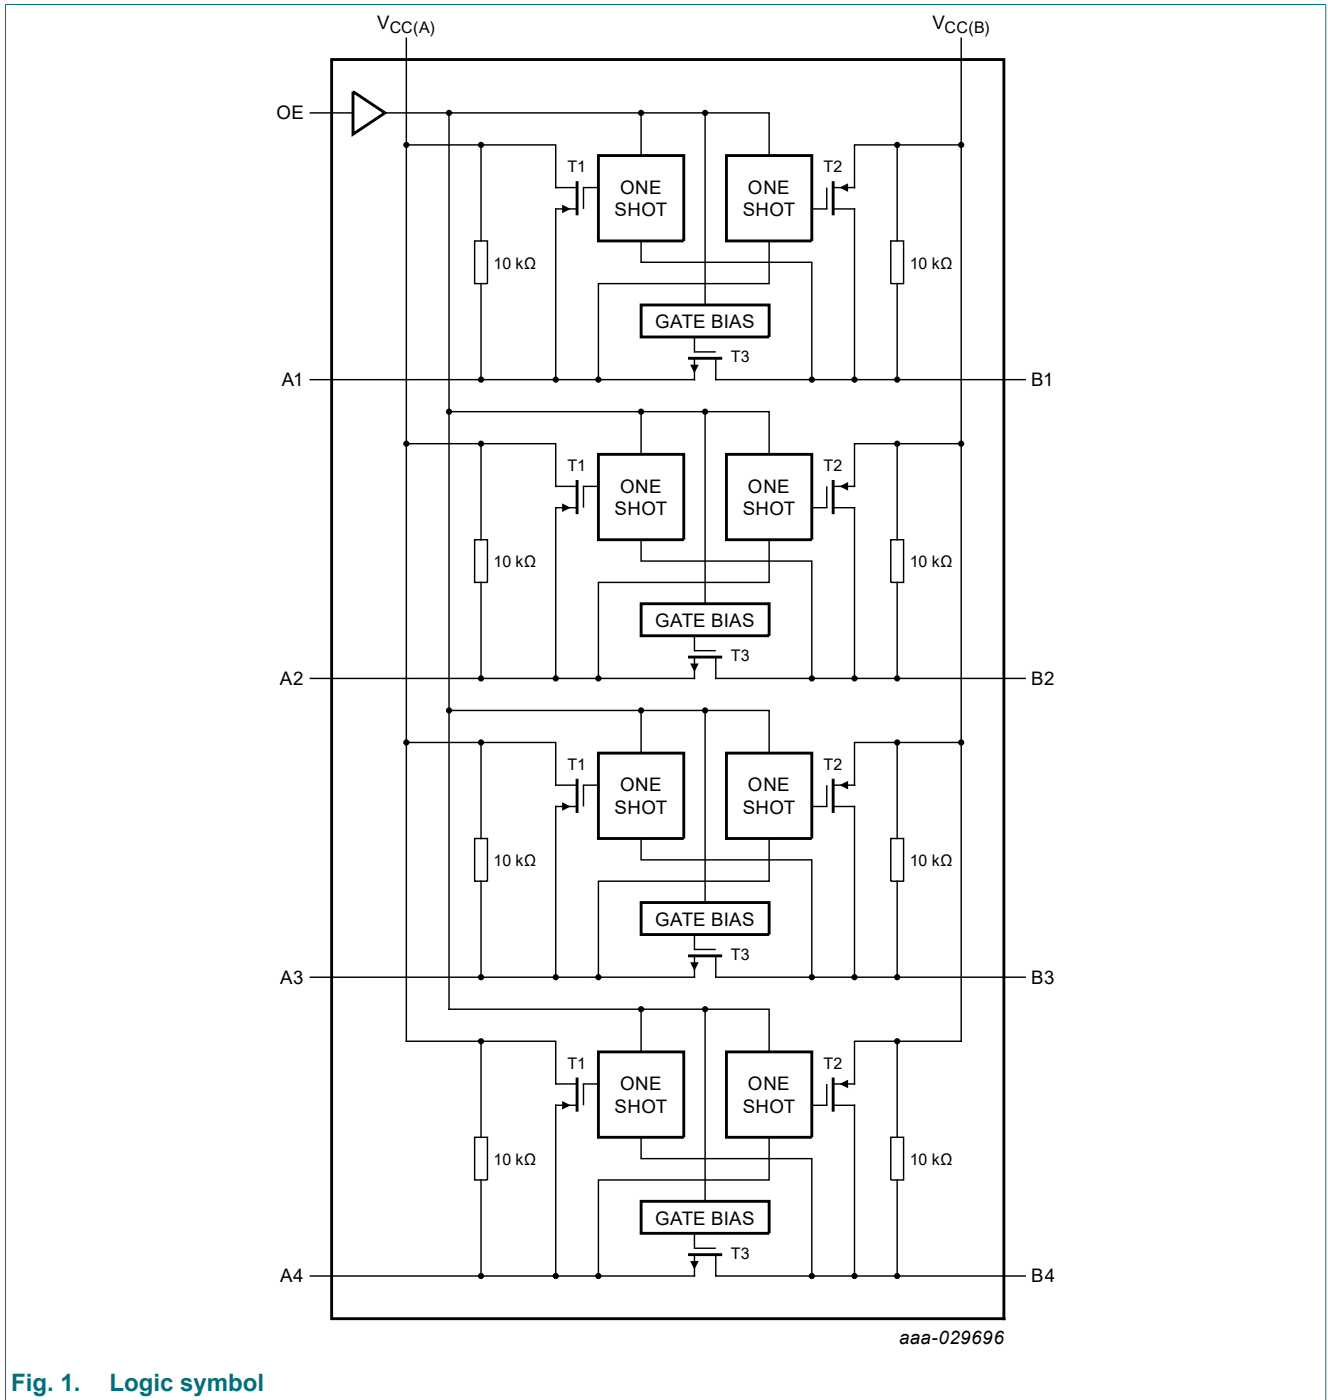 VCC(A) VCC(B)
OE
T1 ONE SHOT ONE SHOT T2
10 kΩ 10 kΩ
GATE BIAS
T3
A1 B1
T1 ONE SHOT ONE SHOT T2
10 kΩ 10 kΩ
GATE BIAS
T3
A2 B2
T1 ONE SHOT ONE SHOT T2
10 kΩ 10 kΩ
GATE BIAS
T3
A3 B3
T1 ONE SHOT ONE SHOT T2
10 kΩ 10 kΩ
GATE BIAS
T3
A4 B4
aaa-029696
Fig. 1. Logic symbol